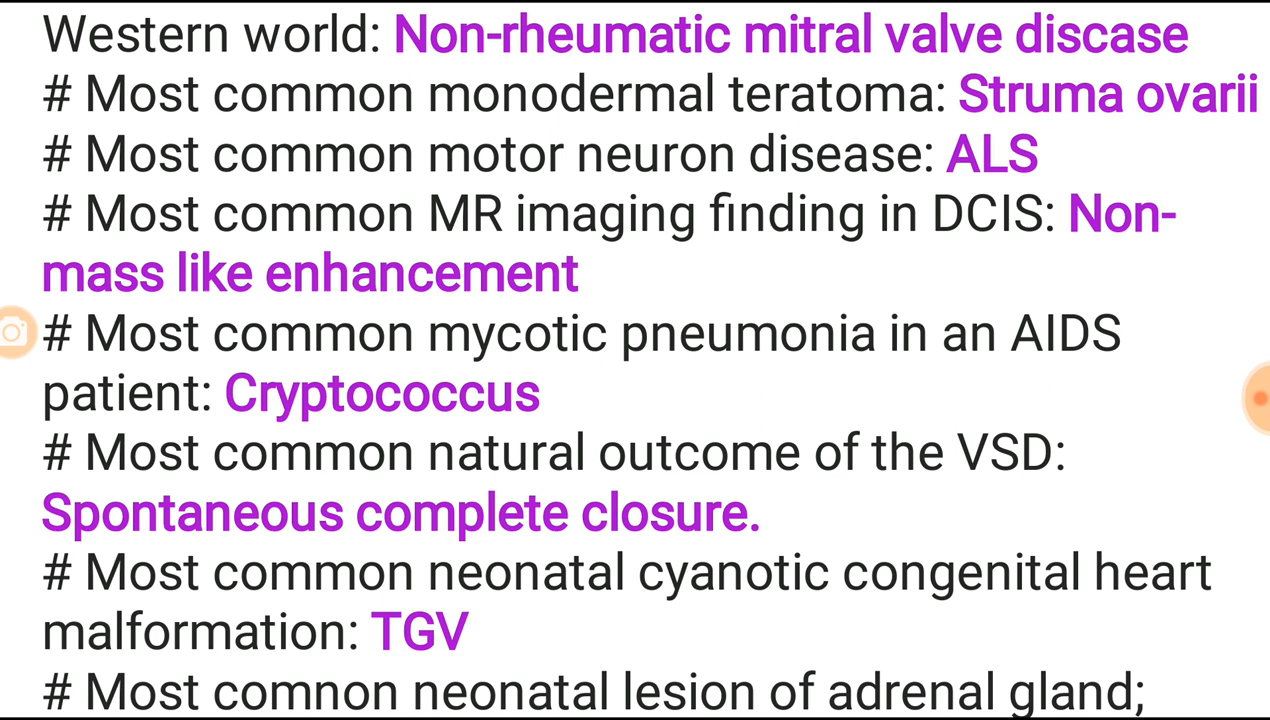 Western world: Non-rheumatic mitral valve discase
# Most common monodermal teratoma: Struma ovarii
# Most common motor neuron disease: ALS
# Most common MR imaging finding in DCIS: Non-
mass like enhancement
# Most common mycotic pneumonia in an AIDS
patient: Cryptococcus
# Most common natural outcome of the VSD:
Spontaneous complete closure.
# Most common neonatal cyanotic congenital heart
malformation: TGV
# Most comnon neonatal lesion of adrenal gland;